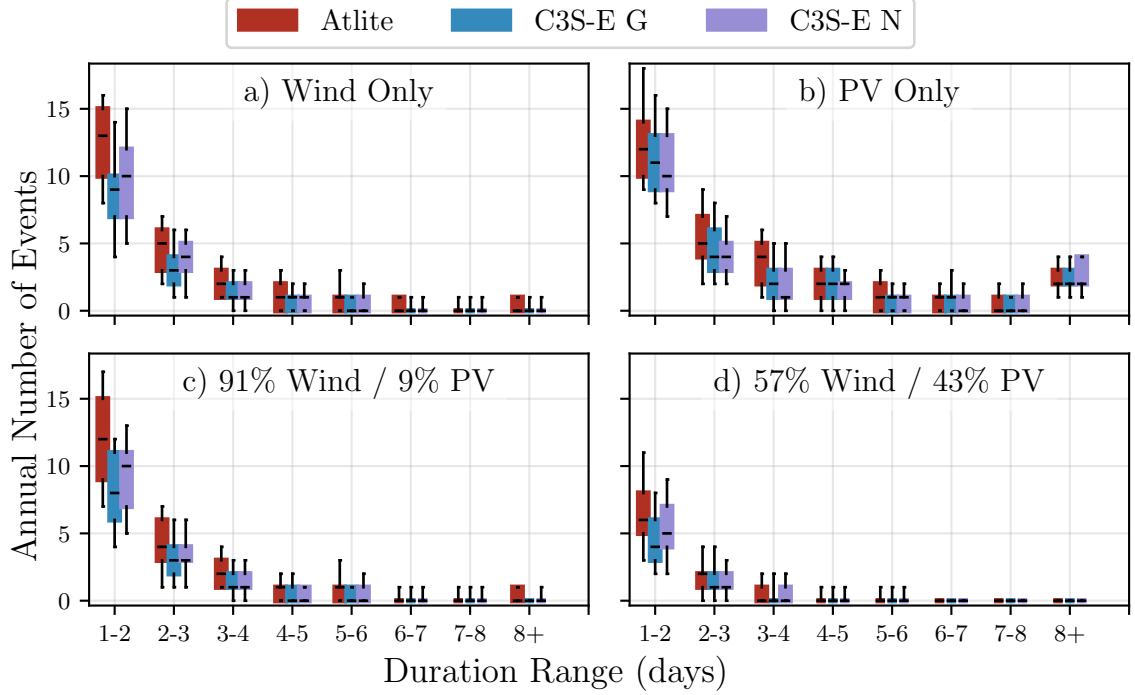 Atlite C3S-E G C3S-E N
a) Wind Only
b) PV Only
15
10
5
0
c) 91% Wind / 9% PV
d) 57% Wind / 43% PV
15
10
5
0
1-2 2-3 3-4 4-5 5-6 6-7 7-8 8+
1-2 2-3 3-4 4-5 5-6 6-7 7-8 8+
Annual Number of Events
Duration Range (days)